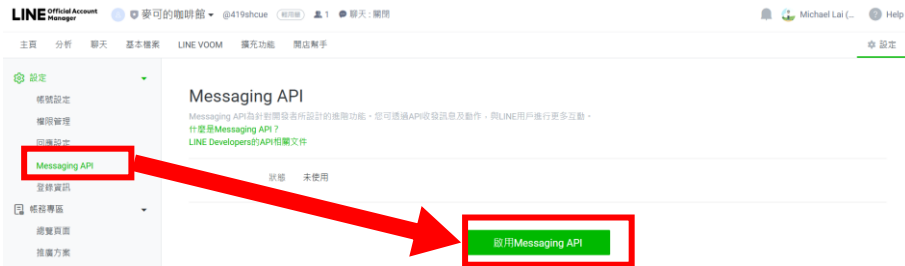 LINE Official Account Manager 麥可的咖啡館 @419shcue 1 聊天:關閉 Michael Lai (... Help
主頁 分析 聊天 基本檔案 LINE VOOM 擴充功能 開店幫手 設定
設定
帳號設定
Messaging API
權限管理
Messaging API為針對開發者所設計的進階功能。您可透過API收發訊息及動作，與LINE用戶進行更多互動。
什麼是Messaging API？
回應設定
LINE Developers的API相關文件
Messaging API
狀態 未使用
登錄資訊
帳務專區
總覽頁面
啟用Messaging API
推廣方案